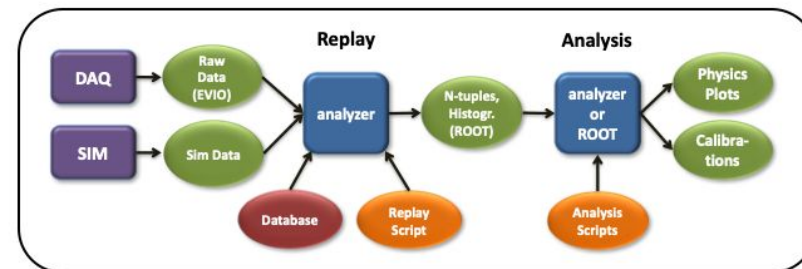 Replay
Analysis
DAQ
Raw
Data
(EVIO)
analyzer
N-tuples,
Histogr.
(ROOT)
analyzer
or
ROOT
Physics
Plots
SIM
Sim Data
Calibra-
tions
Database
Replay
Script
Analysis
Scripts